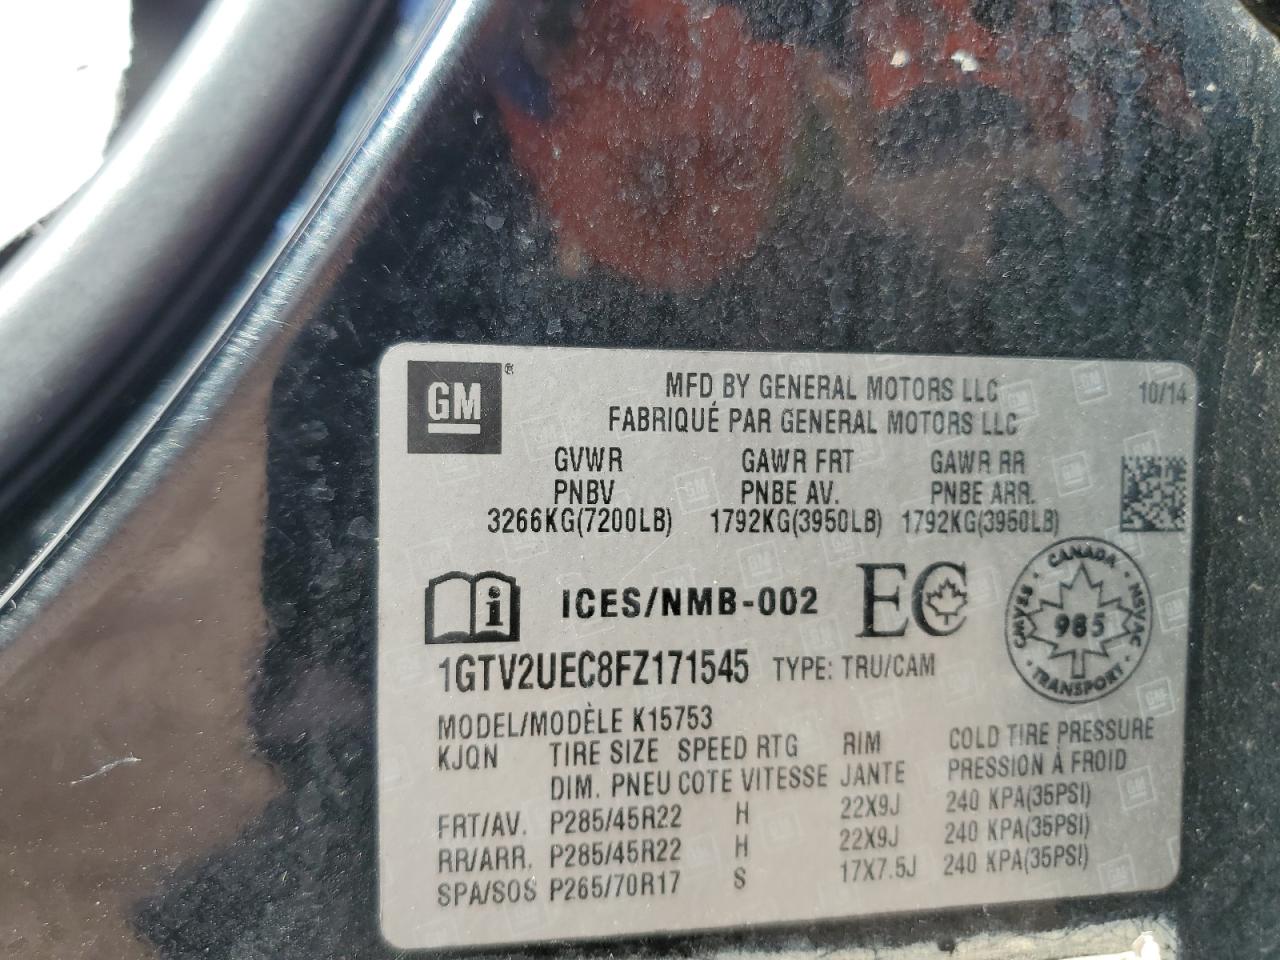 GM®
MFD BY GENERAL MOTORS LLC 10/14
FABRIQUÉ PAR GENERAL MOTORS LLC
GVWR GAWR FRT GAWR RR
PNBV PNBE AV. PNBE ARR.
3266KG(7200LB) 1792KG(3950LB) 1792KG(3950LB)
i ICES/NMB-002 EC
CANADA
CMVSS 985 NSVAC
TRANSPORT
1GTV2UEC8FZ171545 TYPE: TRU/CAM
MODEL/MODÈLE K15753
KJQN TIRE SIZE SPEED RTG RIM COLD TIRE PRESSURE
DIM. PNEU COTE VITESSE JANTE PRESSION À FROID
FRT/AV. P285/45R22 H 22X9J 240 KPA(35PSI)
RR/ARR. P285/45R22 H 22X9J 240 KPA(35PSI)
SPA/SOS P265/70R17 S 17X7.5J 240 KPA(35PSI)